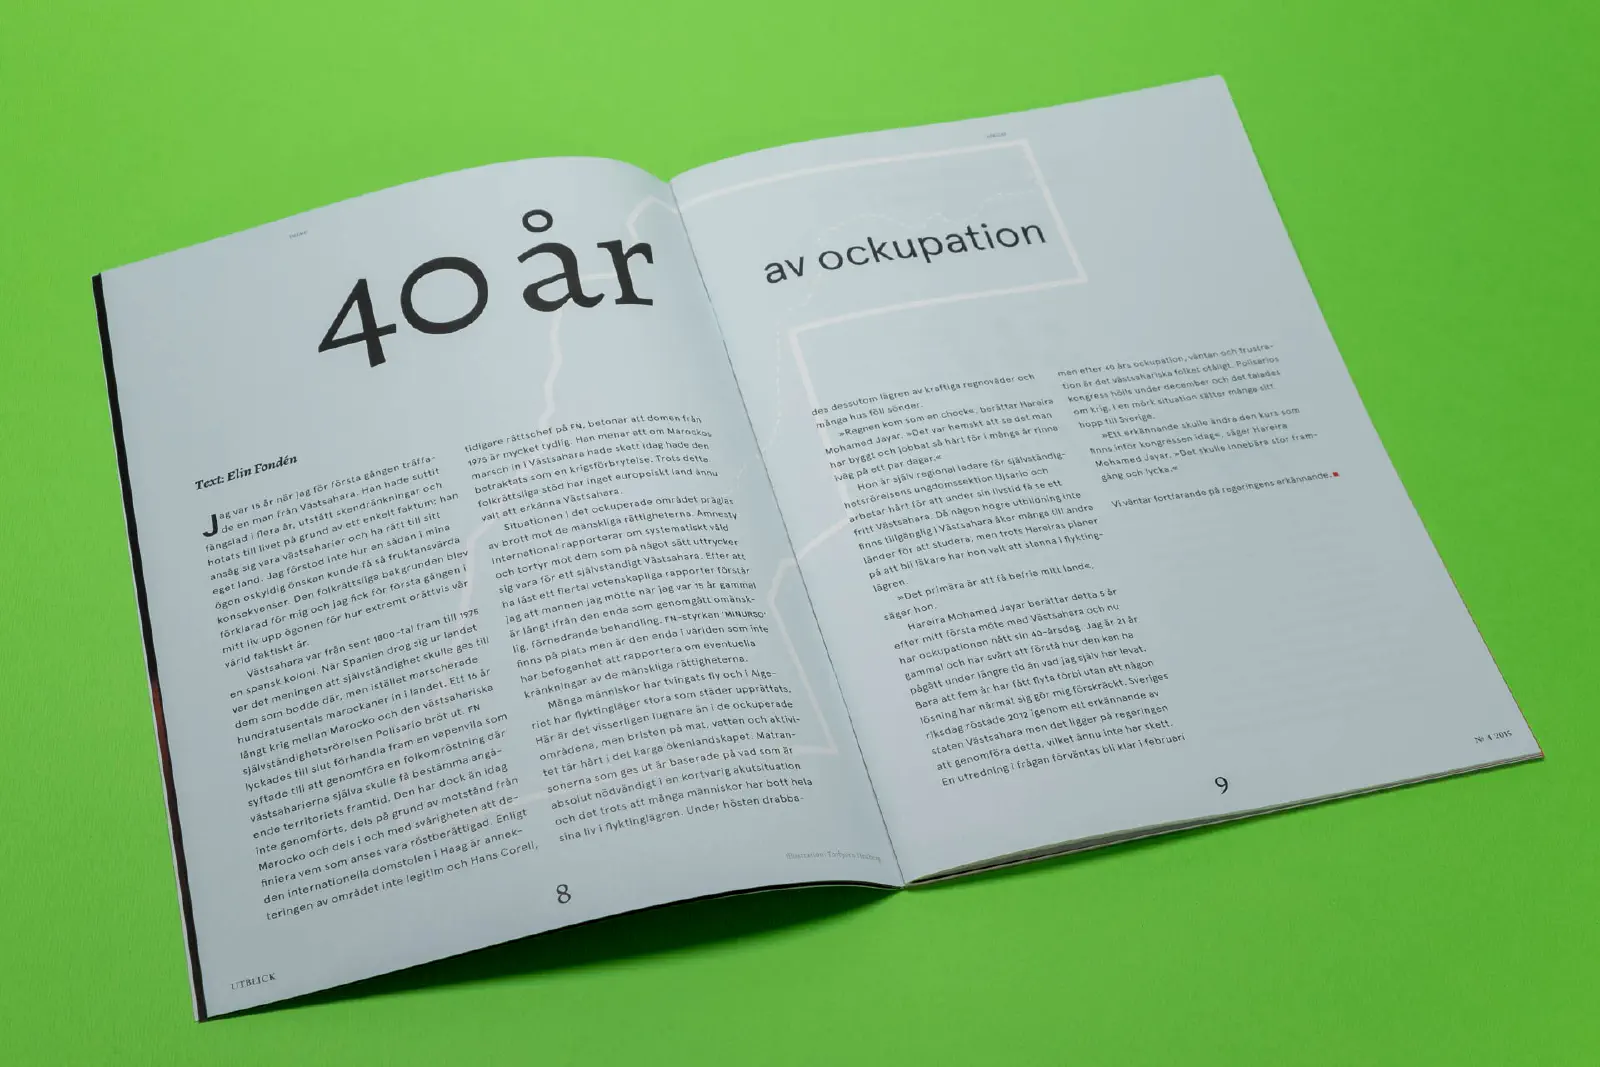 40 år
av ockupation
Text: Elin Fondén
Jag var 15 år när jag för första gången träffa-
de en man från Västsahara. Han hade suttit
fängslad i flera år, utstått skendränkningar och
hotats till livet på grund av ett enkelt faktum: han
ansåg sig vara västsaharier och ha rätt till sitt
eget land. Jag förstod inte hur en sådan i mina
ögon oskyldig önskan kunde få så fruktansvärda
konsekvenser. Den folkrättsliga bakgrunden blev
förklarad för mig och jag fick för första gången i
mitt liv upp ögonen för hur extremt orättvis vår
värld faktiskt är.
Västsahara var från sent 1800-tal fram till 1975
en spansk koloni. När Spanien drog sig ur landet
var det meningen att självständighet skulle ges till
dem som bodde där, men istället marscherade
hundratusentals marockaner in i landet. Ett 16 år
långt krig mellan Marocko och den västsahariska
självständighetsrörelsen Polisario bröt ut. FN
lyckades till slut förhandla fram en vapenvila som
syftade till att genomföra en folkomröstning där
västsaharierna själva skulle få bestämma angå-
ende territoriets framtid. Den har dock än idag
inte genomförts, dels på grund av motstånd från
Marocko och dels i och med svårigheten att de-
finiera vem som anses vara röstberättigad. Enligt
den internationella domstolen i Haag är annek-
teringen av området inte legitim och Hans Corell,
tidigare rättschef på FN, betonar att domen från
1975 är mycket tydlig. Han menar att om Marockos
marsch in i Västsahara hade skett idag hade den
betraktats som en krigsförbrytelse. Trots detta
folkrättsliga stöd har inget europeiskt land ännu
valt att erkänna Västsahara.
Situationen i det ockuperade området präglas
av brott mot de mänskliga rättigheterna. Amnesty
international rapporterar om systematiskt våld
och tortyr mot dem som på något sätt uttrycker
sig vara för ett självständigt Västsahara. Efter att
ha läst ett flertal vetenskapliga rapporter förstår
jag att mannen jag mötte när jag var 15 år gammal
är långt ifrån den ende som genomgått omänsk-
lig, förnedrande behandling. FN-styrkan 'MINURSO'
finns på plats men är den enda i världen som inte
har befogenhet att rapportera om eventuella
kränkningar av de mänskliga rättigheterna.
Många människor har tvingats fly och i Alge-
riet har flyktingläger stora som städer upprättats.
Här är det visserligen lugnare än i de ockuperade
områdena, men bristen på mat, vatten och aktivi-
tet tär hårt i det karga ökenlandskapet. Matran-
sonerna som ges ut är baserade på vad som är
absolut nödvändigt i en kortvarig akutsituation
och det trots att många människor har bott hela
sina liv i flyktinglägren. Under hösten drabba-
8
UTBLICK
des dessutom lägren av kraftiga regnoväder och
många hus föll sönder.
»Regnen kom som en chock«, berättar Hareira
Mohamed Jayar. »Det var hemskt att se det man
har byggt och jobbat så hårt för i många år rinna
iväg på ett par dagar.«
Hon är själv regional ledare för självständig-
hetsrörelsens ungdomssektion Ujsario och
arbetar hårt för att under sin livstid få se ett
fritt Västsahara. Då någon högre utbildning inte
finns tillgänglig i Västsahara åker många till andra
länder för att studera, men trots Hareiras planer
på att bli läkare har hon valt att stanna i flykting-
lägren.
»Det primära är att få befria mitt land«,
säger hon.
Hareira Mohamed Jayar berättar detta 5 år
efter mitt första möte med Västsahara och nu
har ockupationen nått sin 40-årsdag. Jag är 21 år
gammal och har svårt att förstå hur den kan ha
pågått under längre tid än vad jag själv har levat.
Bara att fem år har fått flyta förbi utan att någon
lösning har närmat sig gör mig förskräckt. Sveriges
riksdag röstade 2012 igenom ett erkännande av
staten Västsahara men det ligger på regeringen
att genomföra detta, vilket ännu inte har skett.
En utredning i frågan förväntas bli klar i februari
men efter 40 års ockupation, väntan och frustra-
tion är det västsahariska folket otåligt. Polisarios
kongress hölls under december och det talades
om krig. I en mörk situation sätter många sitt
hopp till Sverige.
»Ett erkännande skulle ändra den kurs som
finns inför kongressen idag«, säger Hareira
Mohamed Jayar. »Det skulle innebära stor fram-
gång och lycka.«
Vi väntar fortfarande på regeringens erkännande.
9
Nº 4 2015